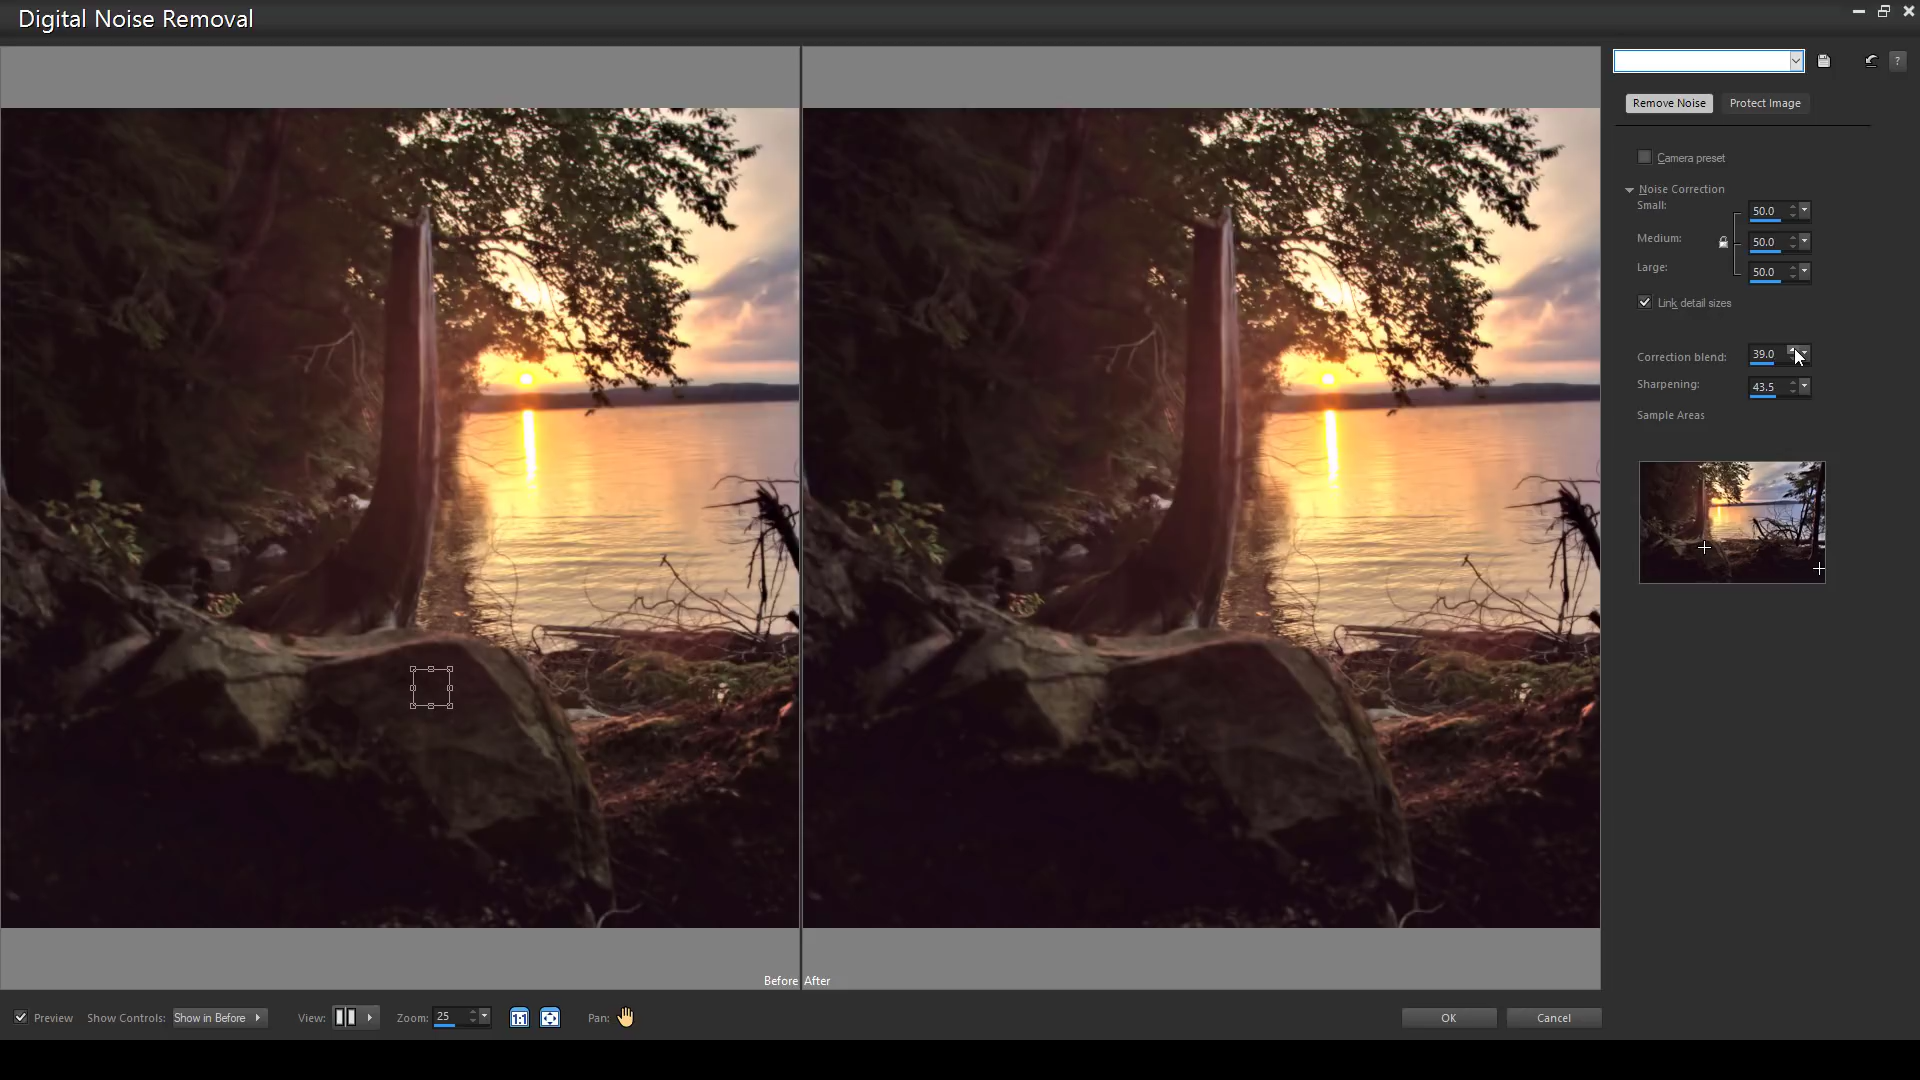 Digital Noise Removal
?
Remove Noise Protect Image
Camera preset
Noise Correction
Small: 50.0
Medium: 50.0
Large: 50.0
Link detail sizes
Correction blend: 39.0
Sharpening: 43.5
Sample Areas
Before After
Preview Show Controls: Show in Before View: Zoom: 25 1:1 Pan: OK Cancel